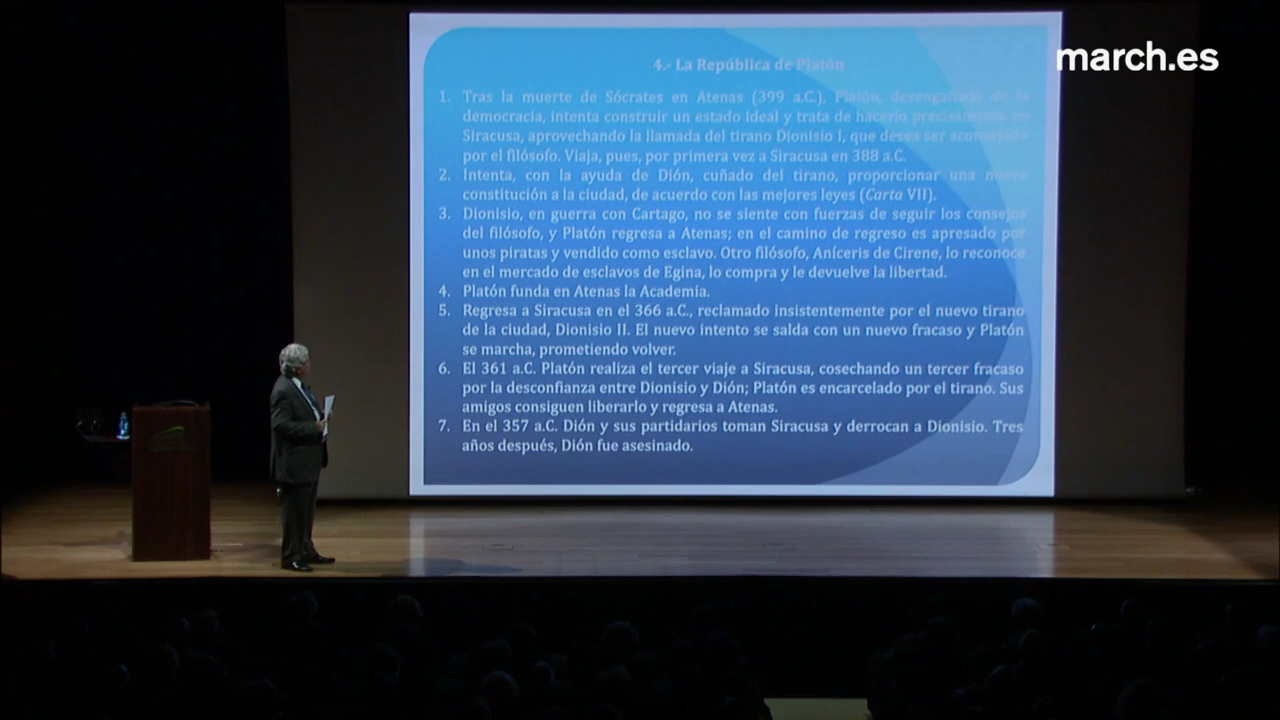 march.es
4.- La República de Platón
1. Tras la muerte de Sócrates en Atenas (399 a.C.), Platón, desengañado de la
democracia, intenta construir un estado ideal y trata de hacerlo precisamente en
Siracusa, aprovechando la llamada del tirano Dionisio I, que desea ser aconsejado
por el filósofo. Viaja, pues, por primera vez a Siracusa en 388 a.C.
2. Intenta, con la ayuda de Dión, cuñado del tirano, proporcionar una nueva
constitución a la ciudad, de acuerdo con las mejores leyes (Carta VII).
3. Dionisio, en guerra con Cartago, no se siente con fuerzas de seguir los consejos
del filósofo, y Platón regresa a Atenas; en el camino de regreso es apresado por
unos piratas y vendido como esclavo. Otro filósofo, Aníceris de Cirene, lo reconoce
en el mercado de esclavos de Egina, lo compra y le devuelve la libertad.
4. Platón funda en Atenas la Academia.
5. Regresa a Siracusa en el 366 a.C., reclamado insistentemente por el nuevo tirano
de la ciudad, Dionisio II. El nuevo intento se salda con un nuevo fracaso y Platón
se marcha, prometiendo volver.
6. El 361 a.C. Platón realiza el tercer viaje a Siracusa, cosechando un tercer fracaso
por la desconfianza entre Dionisio y Dión; Platón es encarcelado por el tirano. Sus
amigos consiguen liberarlo y regresa a Atenas.
7. En el 357 a.C. Dión y sus partidarios toman Siracusa y derrocan a Dionisio. Tres
años después, Dión fue asesinado.